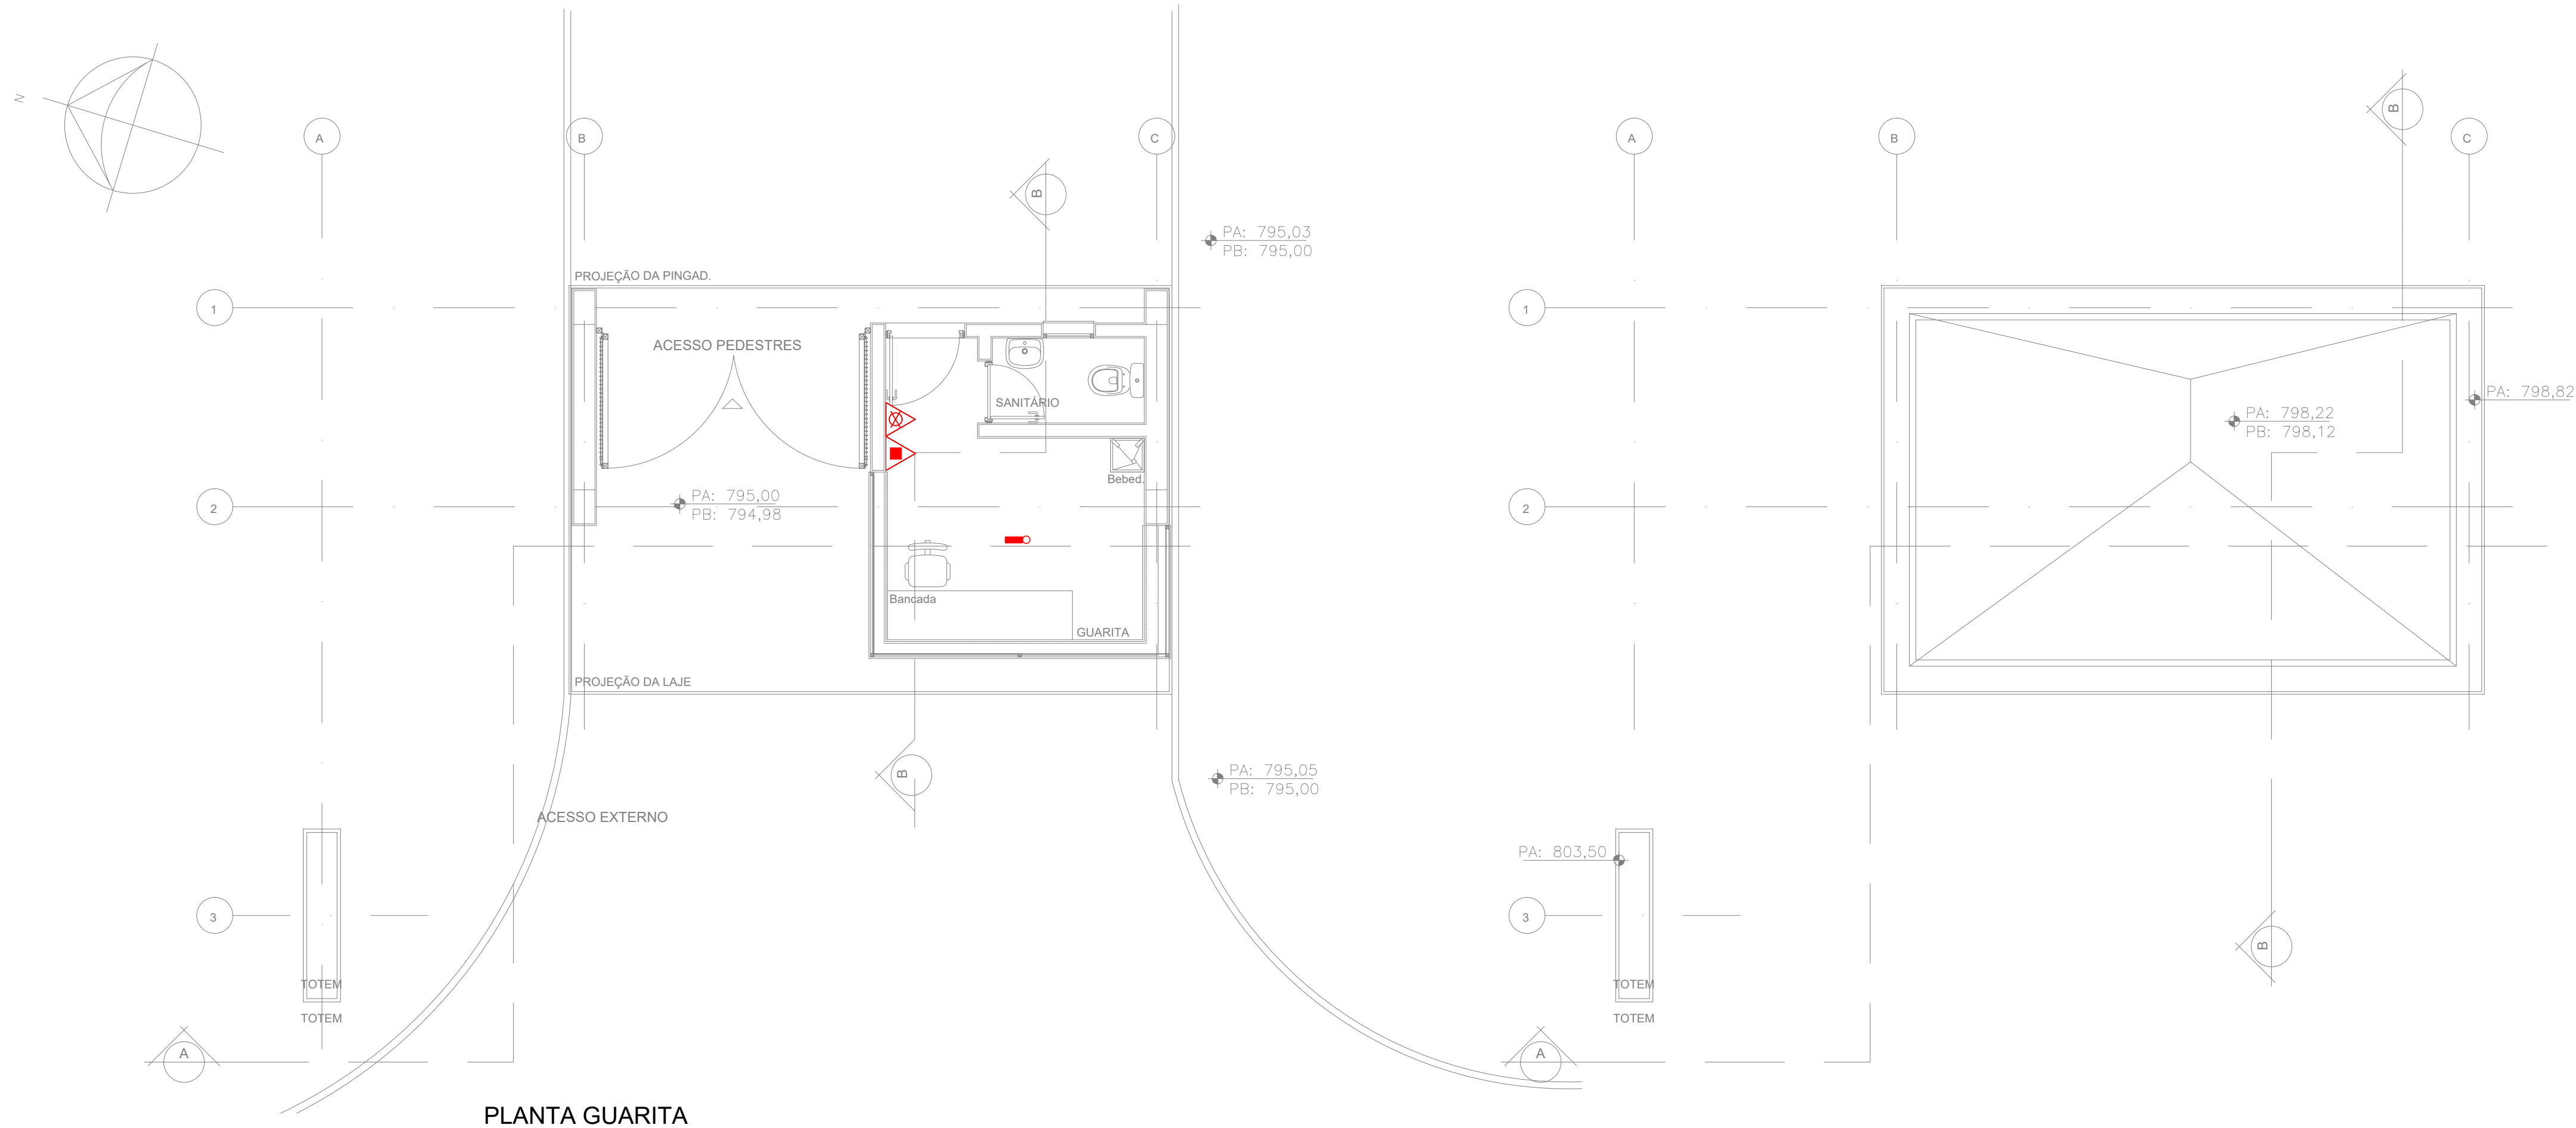 N
A
B
C
A
B
C
B
B
PA: 795,03
PB: 795,00
PROJEÇÃO DA PINGAD.
1
1
ACESSO PEDESTRES
SANITÁRIO
PA: 798,82
PA: 798,22
PB: 798,12
Bebed.
PA: 795,00
PB: 794,98
2
2
Bancada
GUARITA
PROJEÇÃO DA LAJE
B
PA: 795,05
PB: 795,00
ACESSO EXTERNO
PA: 803,50
3
3
B
TOTEM
TOTEM
TOTEM
TOTEM
A
A
PLANTA GUARITA